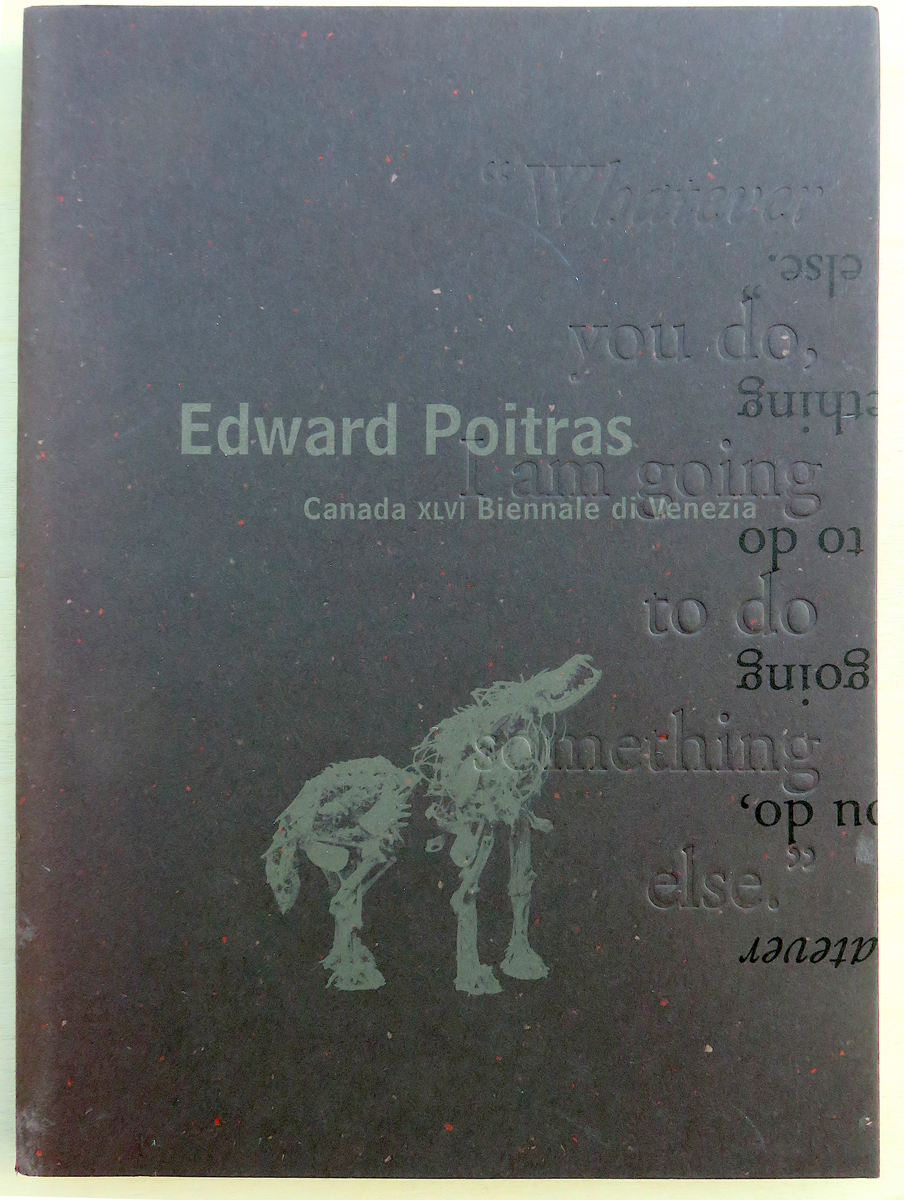 “Whatever
else.”
you do,
ething
Edward Poitras
I am going
Canada XLVI Biennale di Venezia
to do
to do
going
something
ou do,
else.”
atever